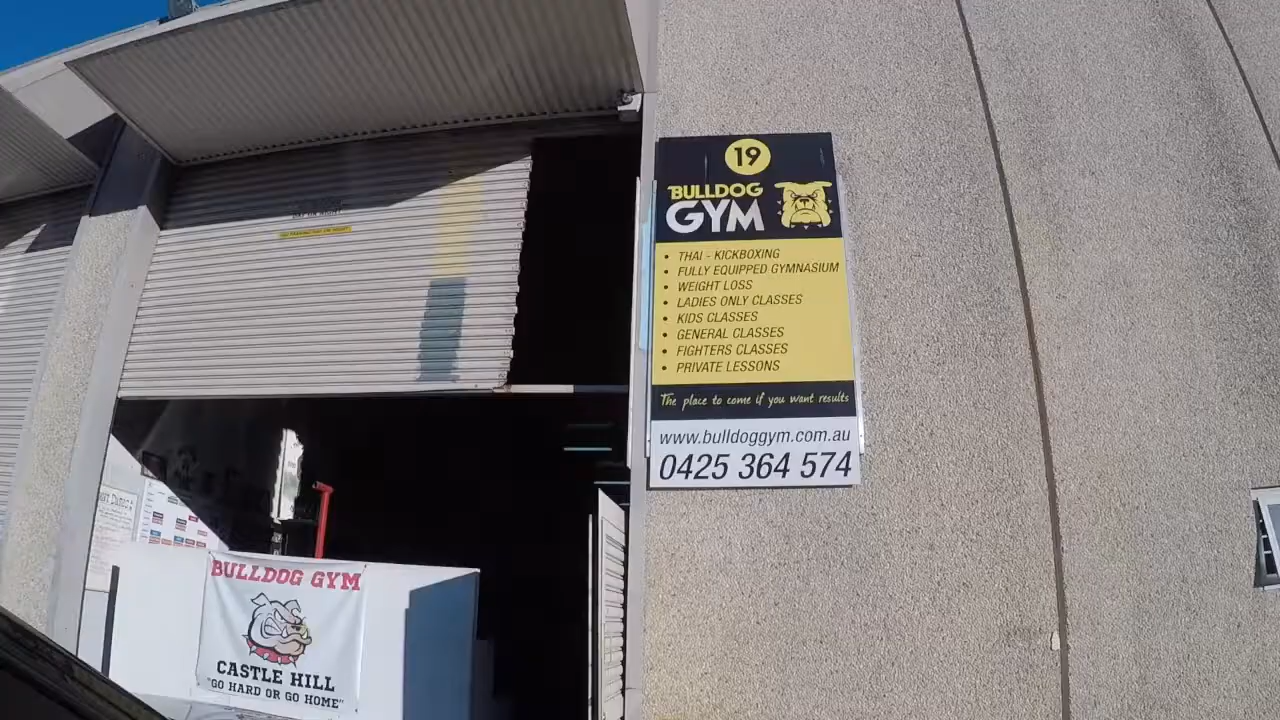 19
BULLDOG
GYM
• THAI - KICKBOXING
• FULLY EQUIPPED GYMNASIUM
• WEIGHT LOSS
• LADIES ONLY CLASSES
• KIDS CLASSES
• GENERAL CLASSES
• FIGHTERS CLASSES
• PRIVATE LESSONS
The place to come if you want results
www.bulldoggym.com.au
0425 364 574
BULLDOG GYM
CASTLE HILL
"GO HARD OR GO HOME"